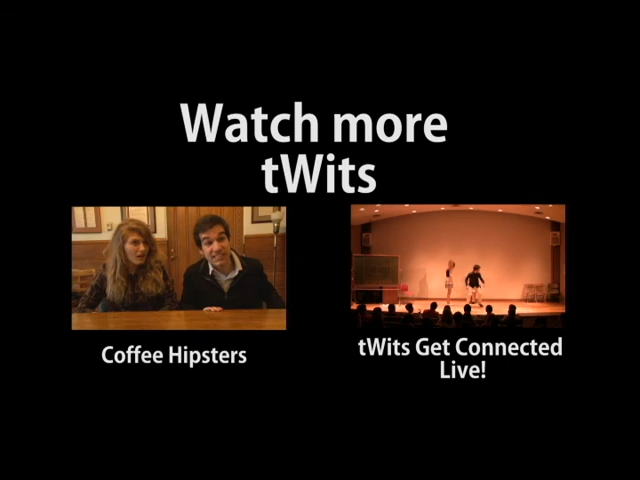 Watch more
tWits
Coffee Hipsters
tWits Get Connected
Live!